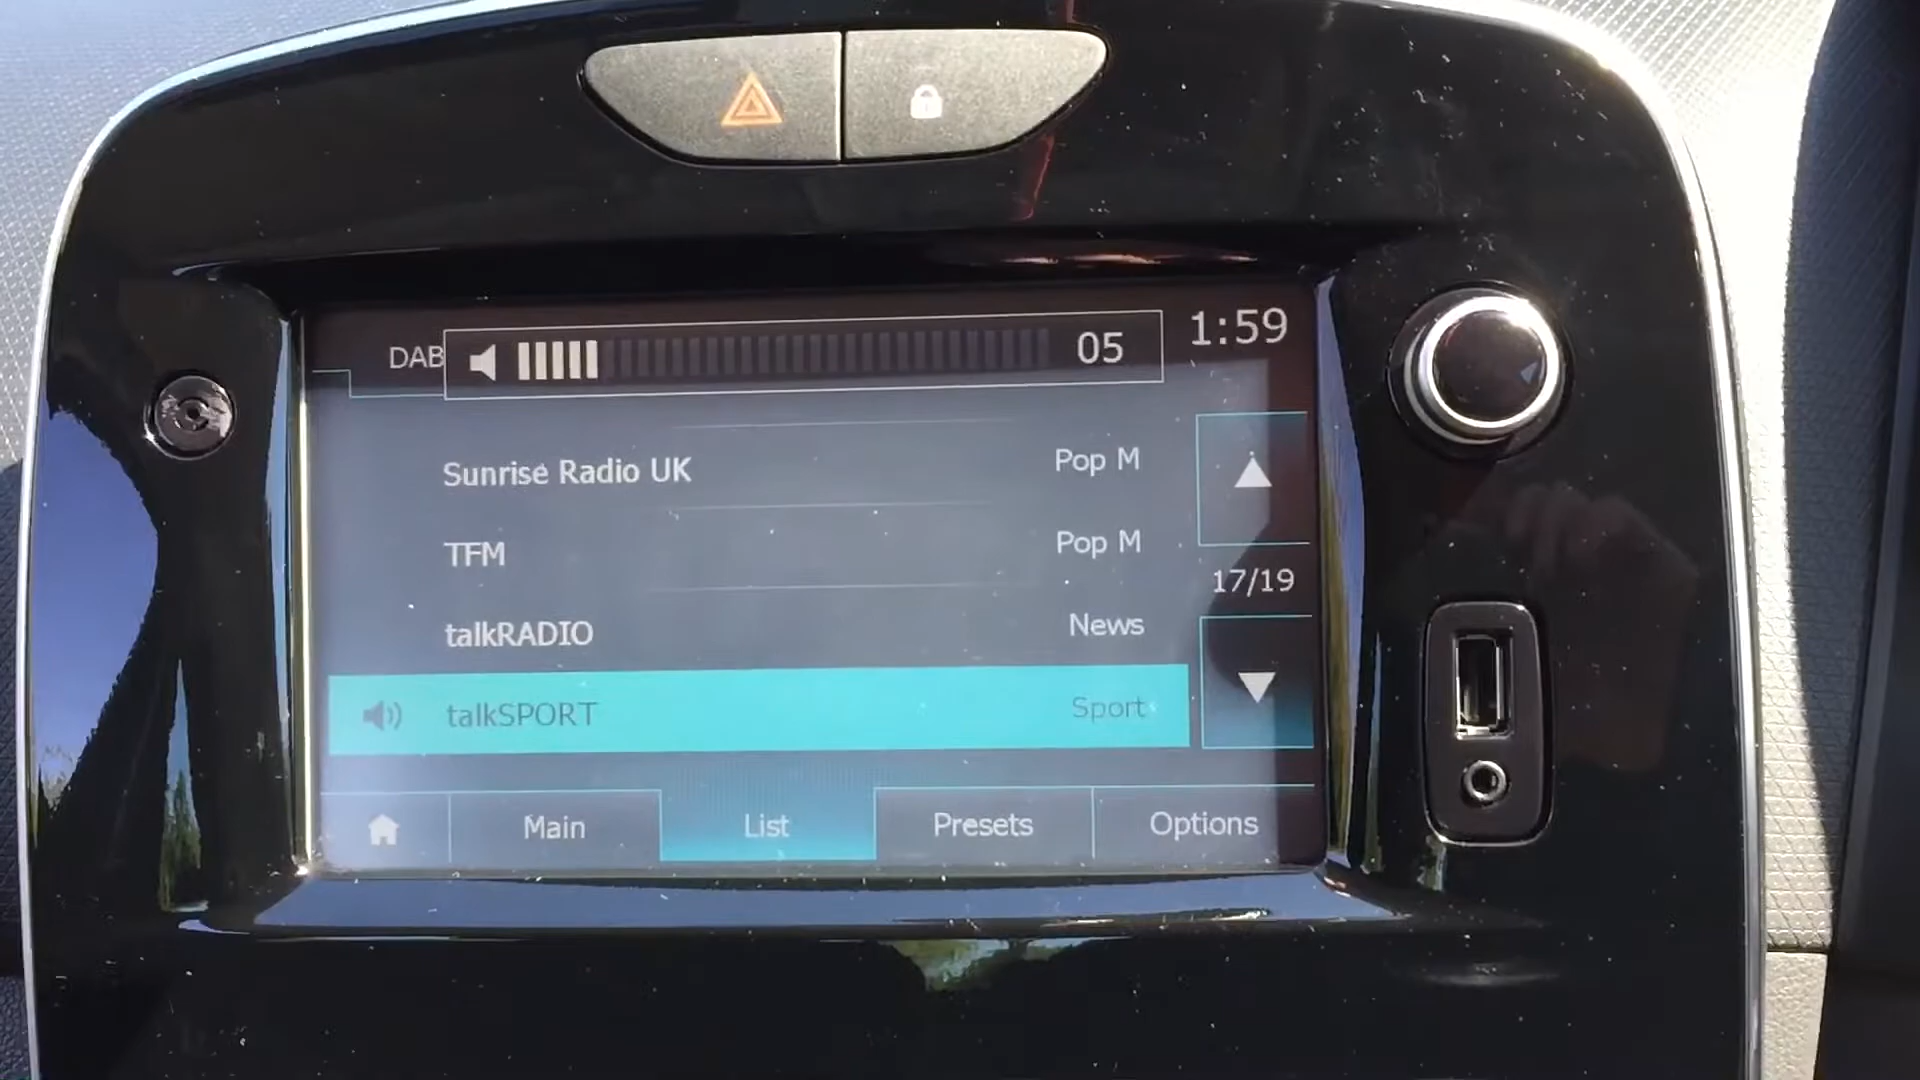 DAB 05 1:59
Sunrise Radio UK Pop M
TFM Pop M
17/19
talkRADIO News
talkSPORT Sport
Main List Presets Options